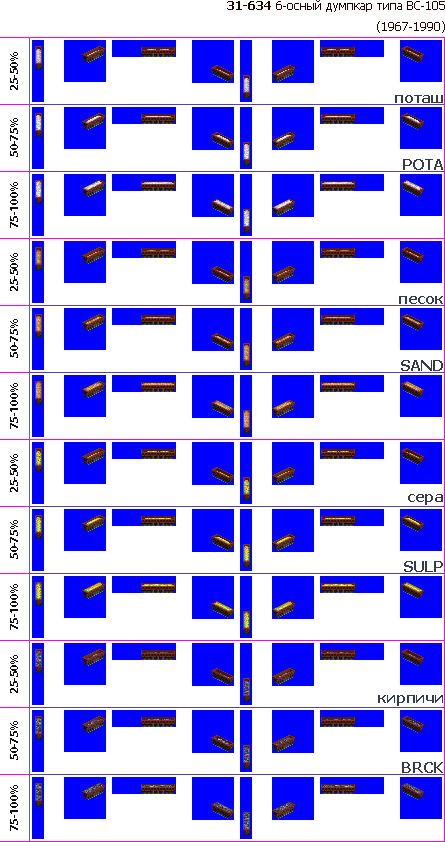 31-634 6-осный думпкар типа ВС-105
(1967-1990)
25-50%
поташ
50-75%
POTA
75-100%
25-50%
песок
50-75%
SAND
75-100%
25-50%
сера
50-75%
SULP
75-100%
25-50%
кирпичи
50-75%
BRCK
75-100%